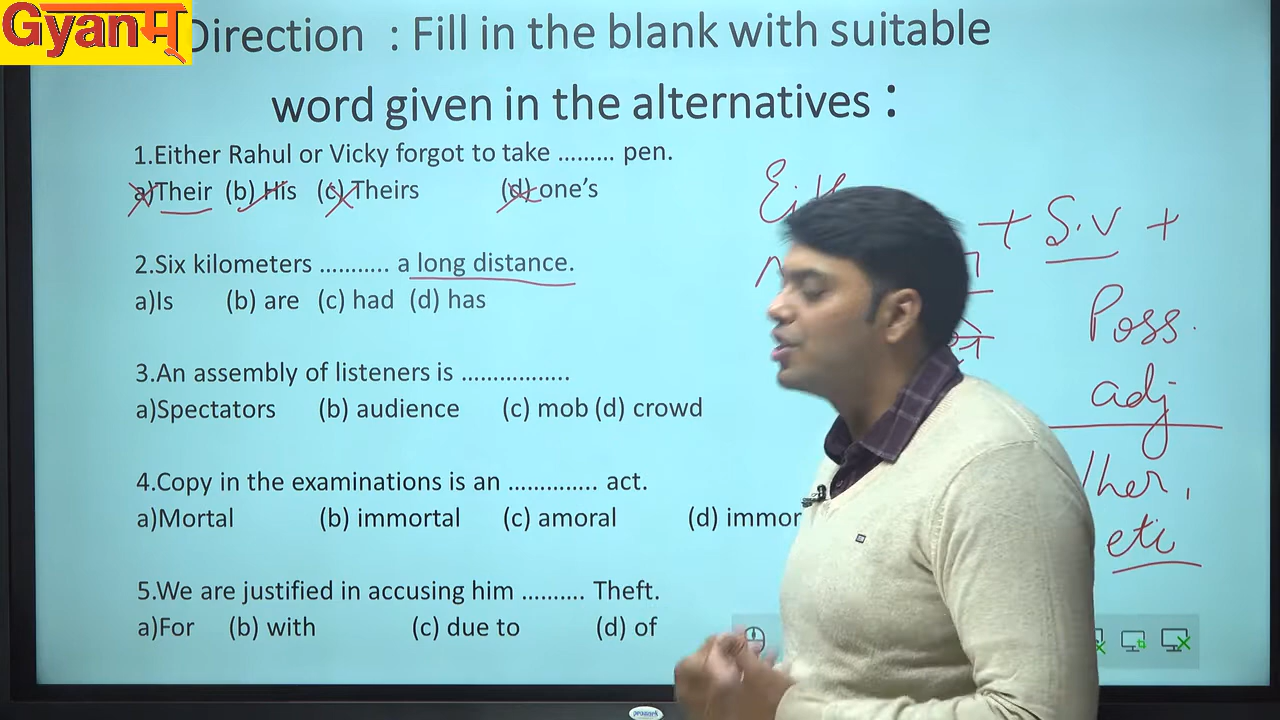 Gyanम्
Direction : Fill in the blank with suitable
word given in the alternatives :
1.Either Rahul or Vicky forgot to take ......... pen.
a)Their (b) His (c) Theirs (d) one's
2.Six kilometers ........... a long distance.
a)Is (b) are (c) had (d) has
3.An assembly of listeners is .................
a)Spectators (b) audience (c) mob (d) crowd
4.Copy in the examinations is an .............. act.
a)Mortal (b) immortal (c) amoral (d)
5.We are justified in accusing him .......... Theft.
a)For (b) with (c) due to (d) of
+ S.V +
Poss.
adj
her,
etc